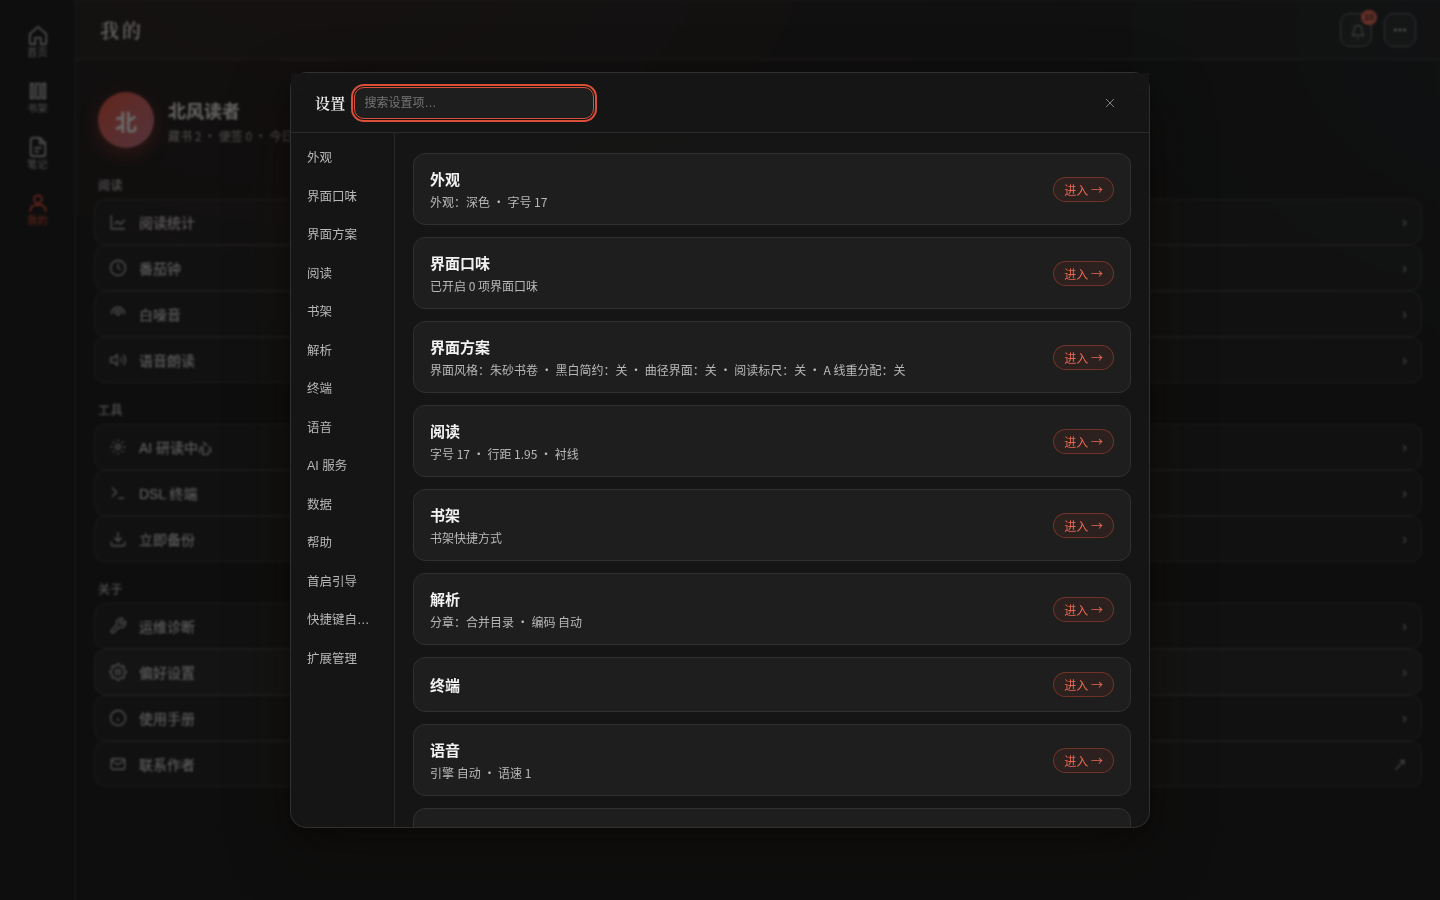 首页
书架
笔记
我的
我的
北
北风读者
藏书 2 · 便签 0 · 今日
阅读
阅读统计
番茄钟
白噪音
语音朗读
工具
AI 研读中心
DSL 终端
立即备份
关于
运维诊断
偏好设置
使用手册
联系作者
设置
搜索设置项…
外观
界面口味
界面方案
阅读
书架
解析
终端
语音
AI 服务
数据
帮助
首启引导
快捷键自…
扩展管理
外观
外观：深色 · 字号 17
进入 →
界面口味
已开启 0 项界面口味
进入 →
界面方案
界面风格：朱砂书卷 · 黑白简约：关 · 曲径界面：关 · 阅读标尺：关 · A 线重分配：关
进入 →
阅读
字号 17 · 行距 1.95 · 衬线
进入 →
书架
书架快捷方式
进入 →
解析
分章：合并目录 · 编码 自动
进入 →
终端
进入 →
语音
引擎 自动 · 语速 1
进入 →